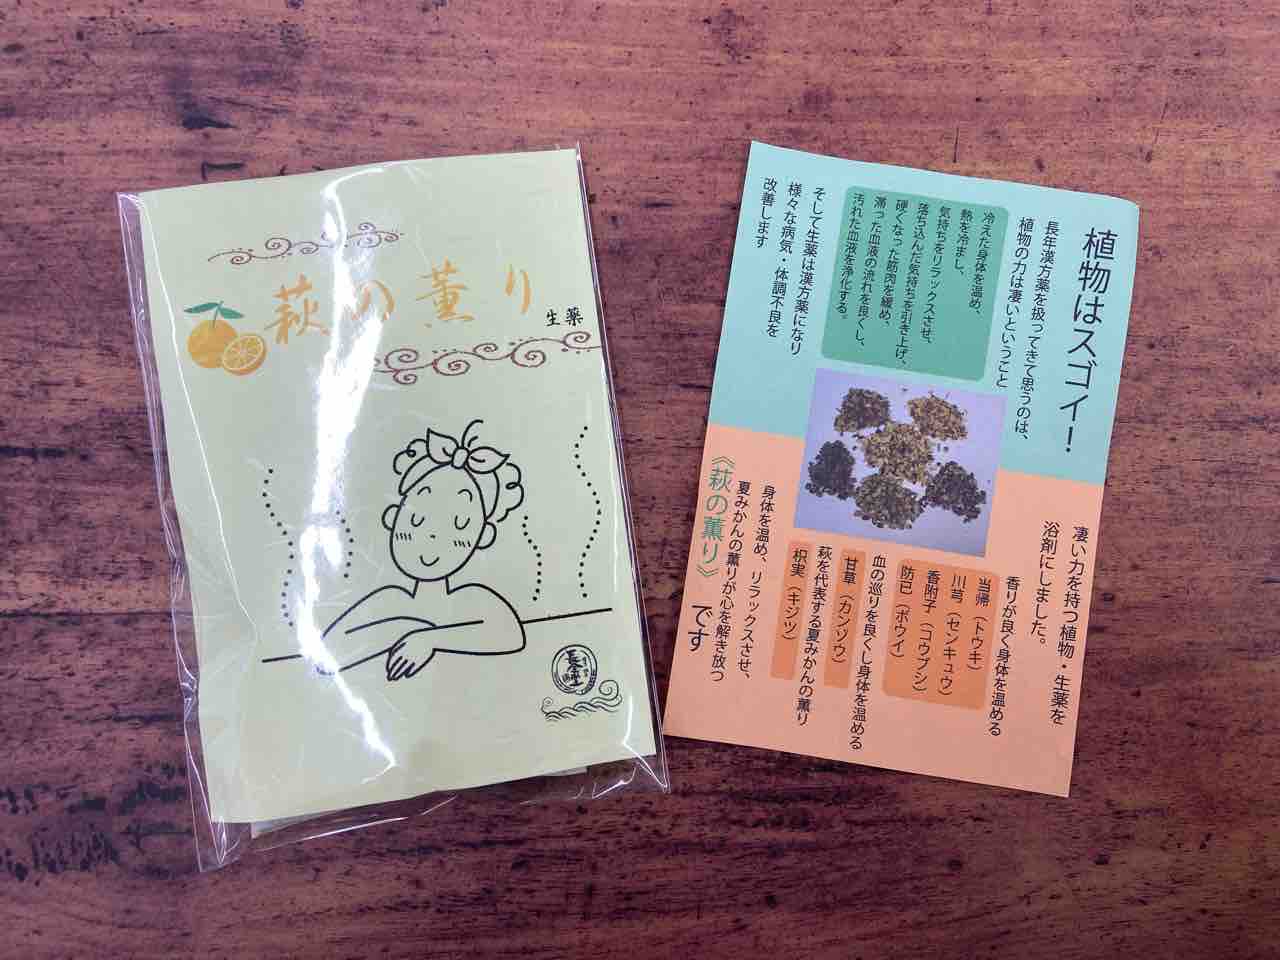 萩の薫り
生薬
植物はスゴイ！
長年漢方薬を扱ってきて思うのは、
植物の力は凄いということ
冷えた身体を温め、
熱を冷まし、
気持ちをリラックスさせ、
落ち込んだ気持ちを引き上げ、
硬くなった筋肉を緩め、
滞った血液の流れを良くし、
汚れた血液を浄化する。
そして生薬は漢方薬になり
様々な病気・体調不良を
改善します
凄い力を持つ植物・生薬を
浴剤にしました。
香りが良く身体を温める
当帰（トウキ）
川芎（センキュウ）
香附子（コウブシ）
防已（ボウイ）
血の巡りを良くし身体を温める
甘草（カンゾウ）
萩を代表する夏みかんの薫り
枳実（キジツ）
身体を温め、リラックスさせ、
夏みかんの薫りが心を解き放つ
《萩の薫り》です